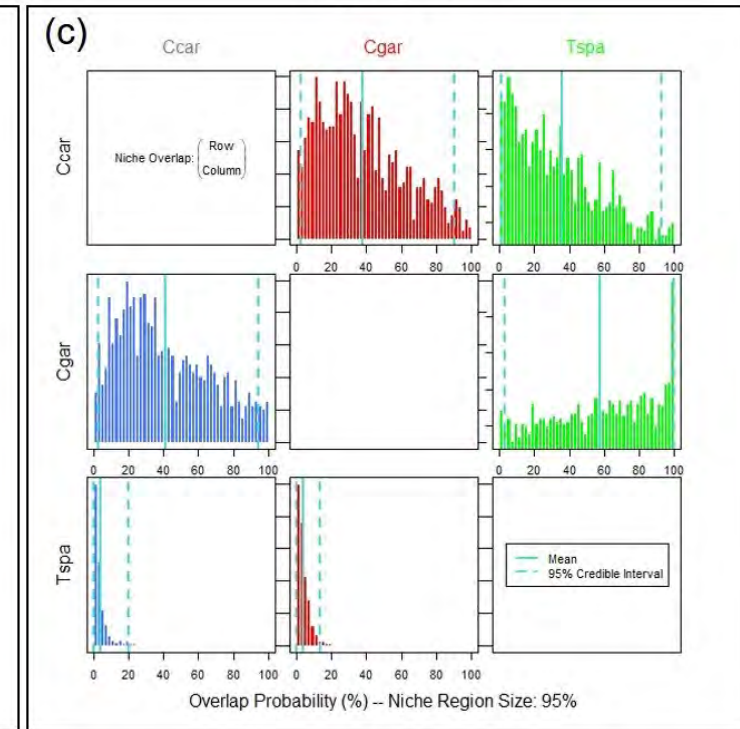 (c)
Ccar Cgar Tspa
Ccar
Niche Overlap: ( Row
Column )
0 20 40 60 80 100 0 20 40 60 80 100
Cgar
0 20 40 60 80 100 0 20 40 60 80 100
Tspa
Mean
95% Credible Interval
0 20 40 60 80 100 0 20 40 60 80 100
Overlap Probability (%) -- Niche Region Size: 95%